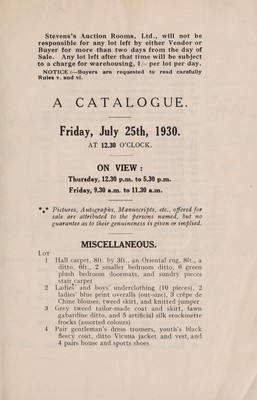 Stevens's Auction Rooms, Ltd., will not be
responsible for any lot left by either Vendor or
Buyer for more than two days from the day of
Sale. Any lot left after that time will be subject
to a charge for warehousing, 1/- per lot per day.
NOTICE:—Buyers are requested to read carefully
Rules v. and vi.
A CATALOGUE.
Friday, July 25th, 1930.
AT 12.30 O'CLOCK.
ON VIEW :
Thursday, 12.30 p.m. to 5.30 p.m.
Friday, 9.30 a.m. to 11.30 a.m.
*** Pictures, Autographs, Manuscripts, etc., offered for
sale are attributed to the persons named, but no
guarantee as to their genuineness is given or implied.
MISCELLANEOUS.
LOT
1 Hall carpet, 8ft. by 3ft., an Oriental rug, 8ft., a
ditto, 6ft., 2 smaller bedroom ditto, 6 green
plush bedroom doormats, and sundry pieces
stair carpet
2 Ladies' and boys' underclothing (10 pieces), 2
ladies' blue print overalls (out-size), 3 crêpe de
Chine blouses, tweed skirt, and knitted jumper
3 Grey tweed tailor-made coat and skirt, fawn
gabardine ditto, and 5 artificial silk stockinette
frocks (assorted colours)
4 Pair gentleman's dress trousers, youth's black
fleecy coat, ditto Vicuna jacket and vest, and
4 pairs house and sports shoes